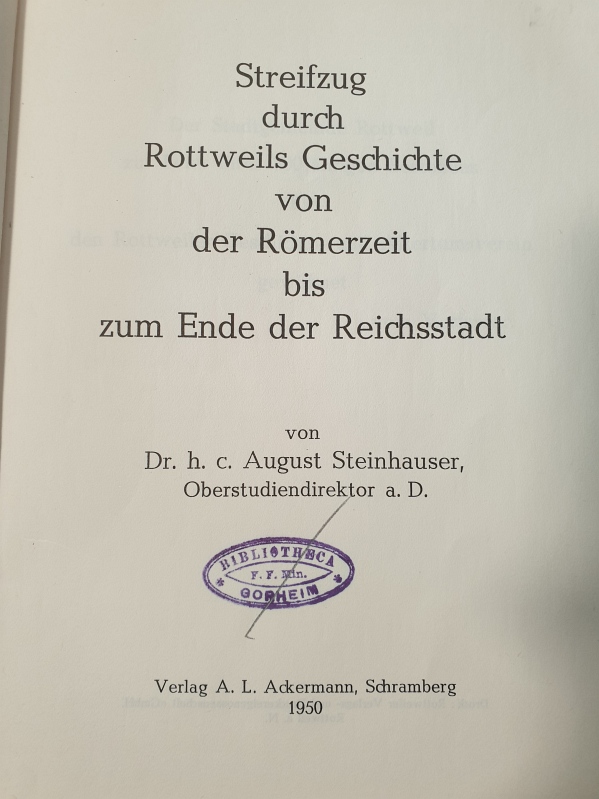 Streifzug
durch
Rottweils Geschichte
von
der Römerzeit
bis
zum Ende der Reichsstadt
von
Dr. h. c. August Steinhauser,
Oberstudiendirektor a. D.
BIBLIOTHECA
F. F. Min.
GORHEIM
Verlag A. L. Ackermann, Schramberg
1950